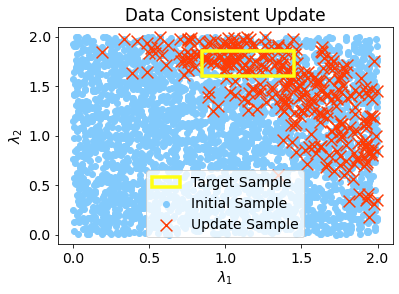 Data Consistent Update
2.0
1.5
1.0
0.5
0.0
λ₂
Target Sample
Initial Sample
Update Sample
0.0 0.5 1.0 1.5 2.0
λ₁